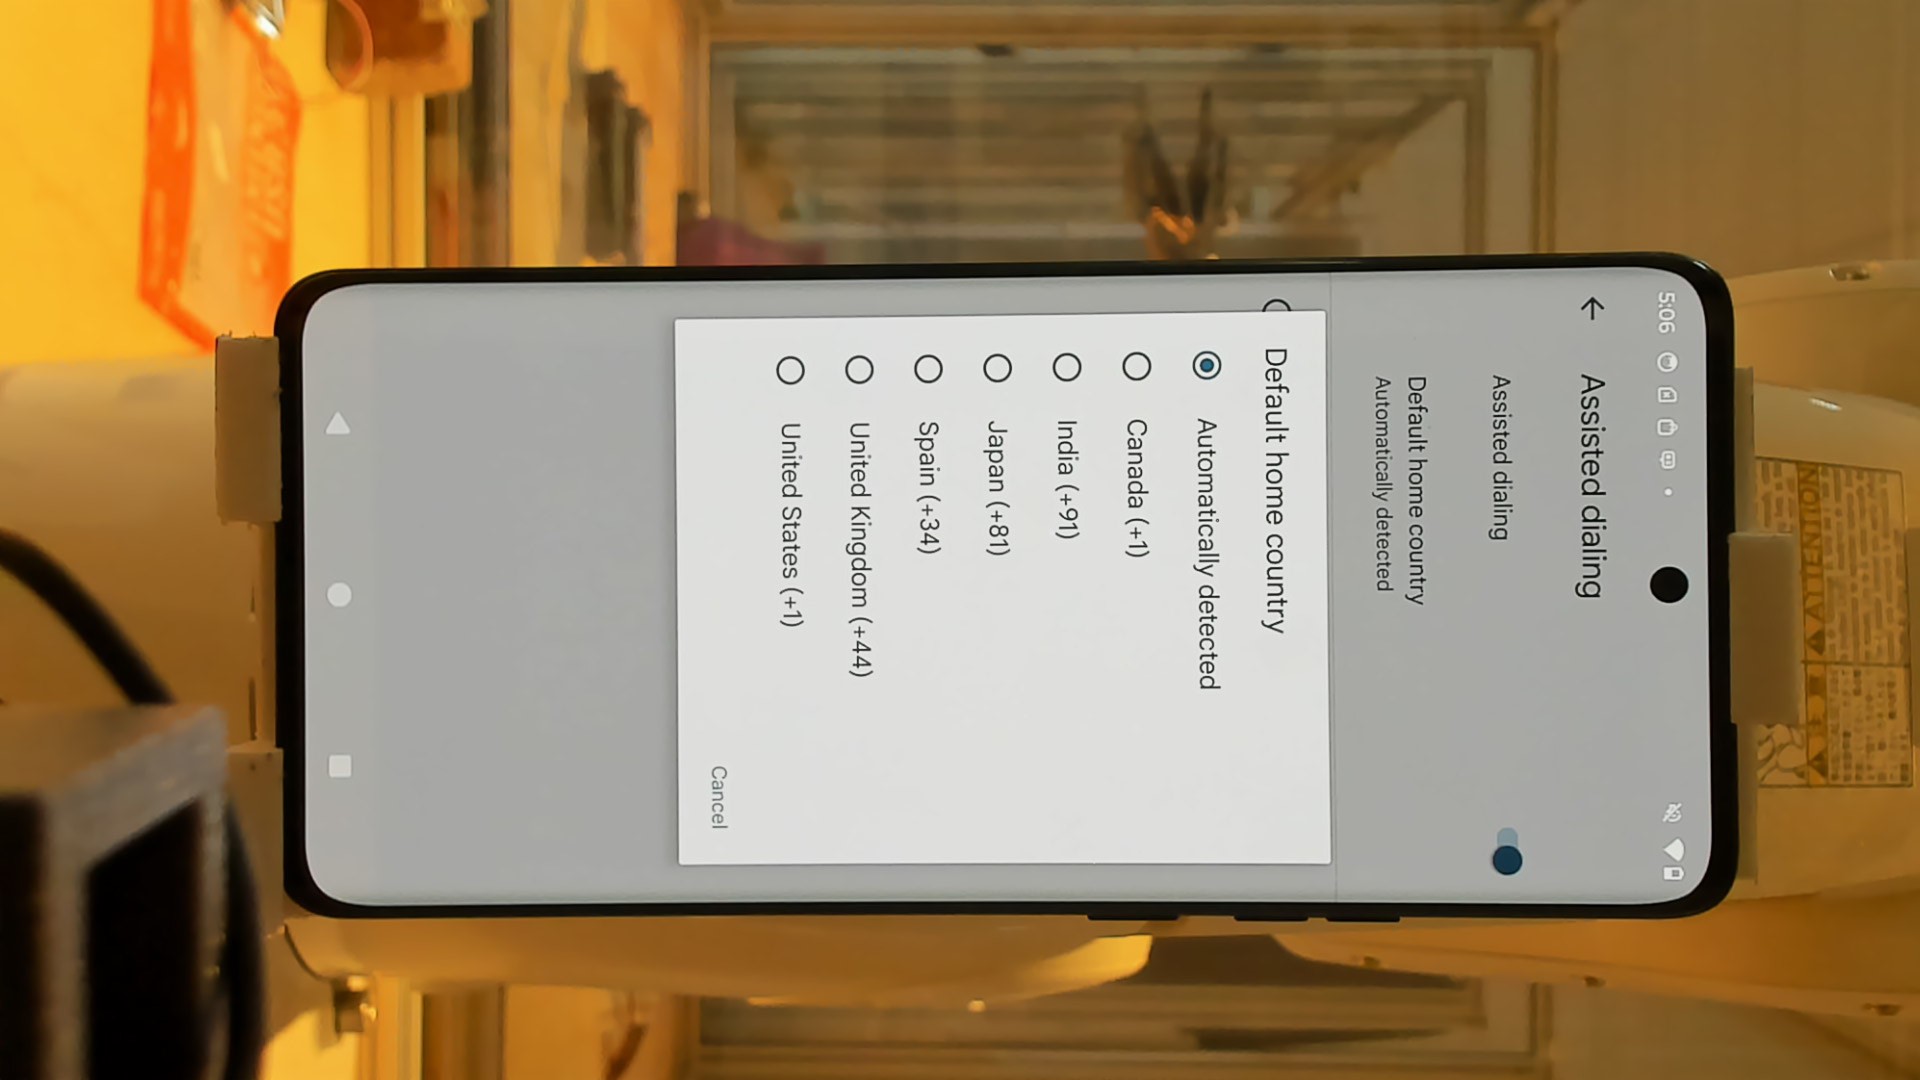 5:06
Assisted dialing
Assisted dialing
Default home country
Automatically detected
Default home country
Automatically detected
Canada (+1)
India (+91)
Japan (+81)
Spain (+34)
United Kingdom (+44)
United States (+1)
Cancel
ATTENTION